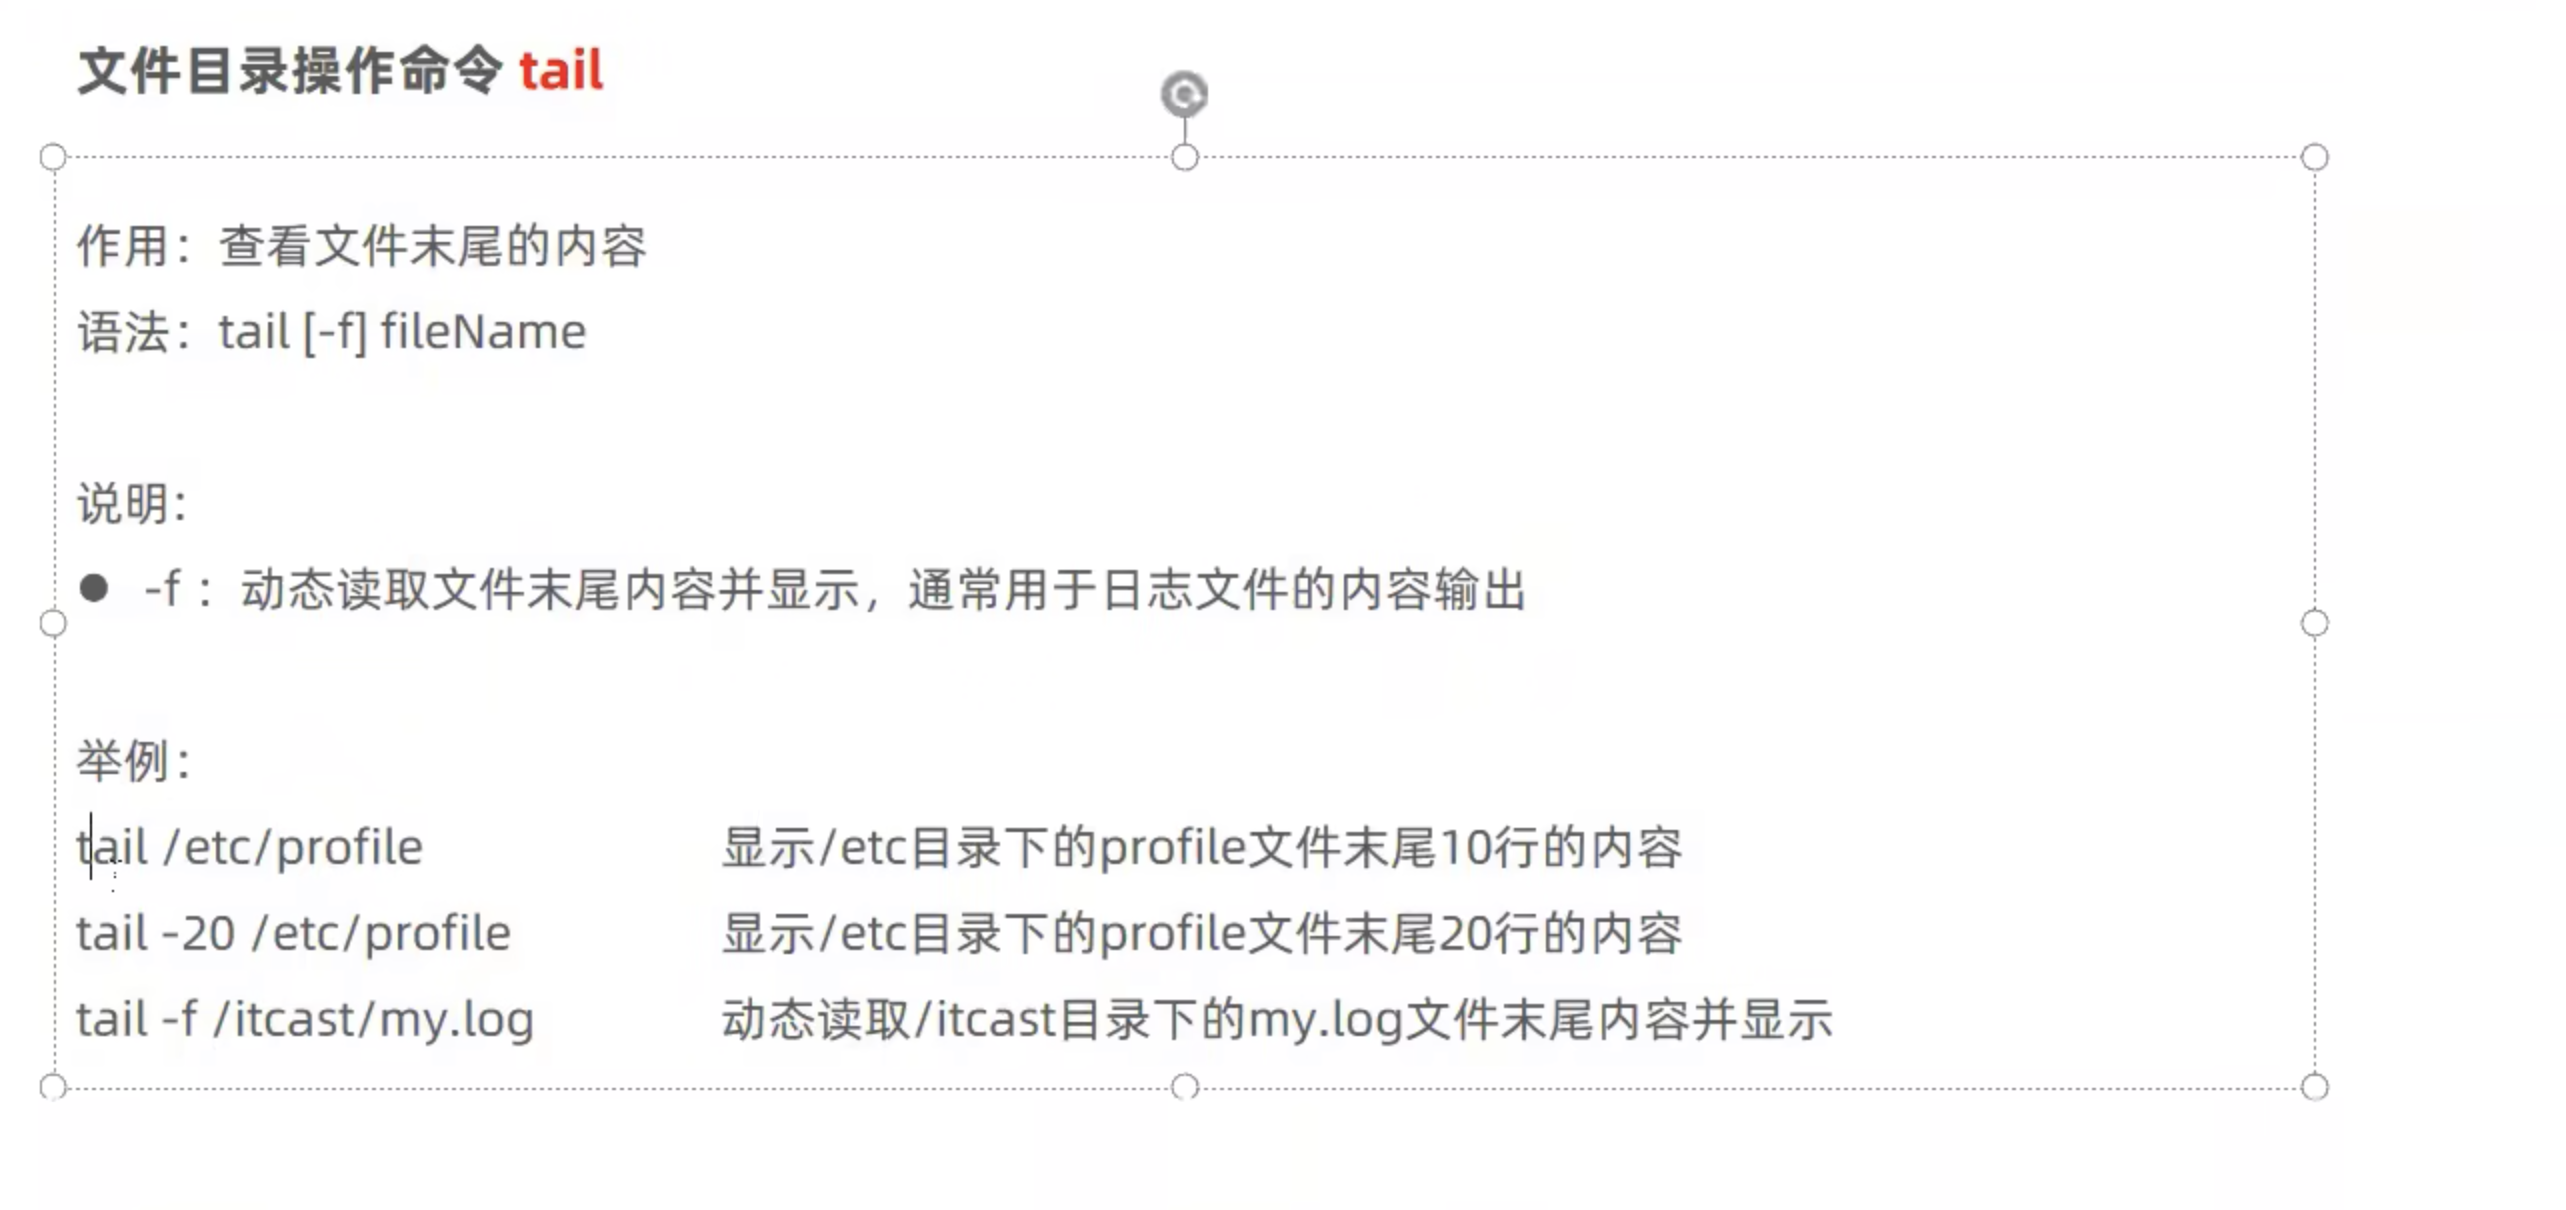 文件目录操作命令 tail
作用：查看文件末尾的内容
语法：tail [-f] fileName
说明：
● -f ：动态读取文件末尾内容并显示，通常用于日志文件的内容输出
举例：
tail /etc/profile 显示/etc目录下的profile文件末尾10行的内容
tail -20 /etc/profile 显示/etc目录下的profile文件末尾20行的内容
tail -f /itcast/my.log 动态读取/itcast目录下的my.log文件末尾内容并显示